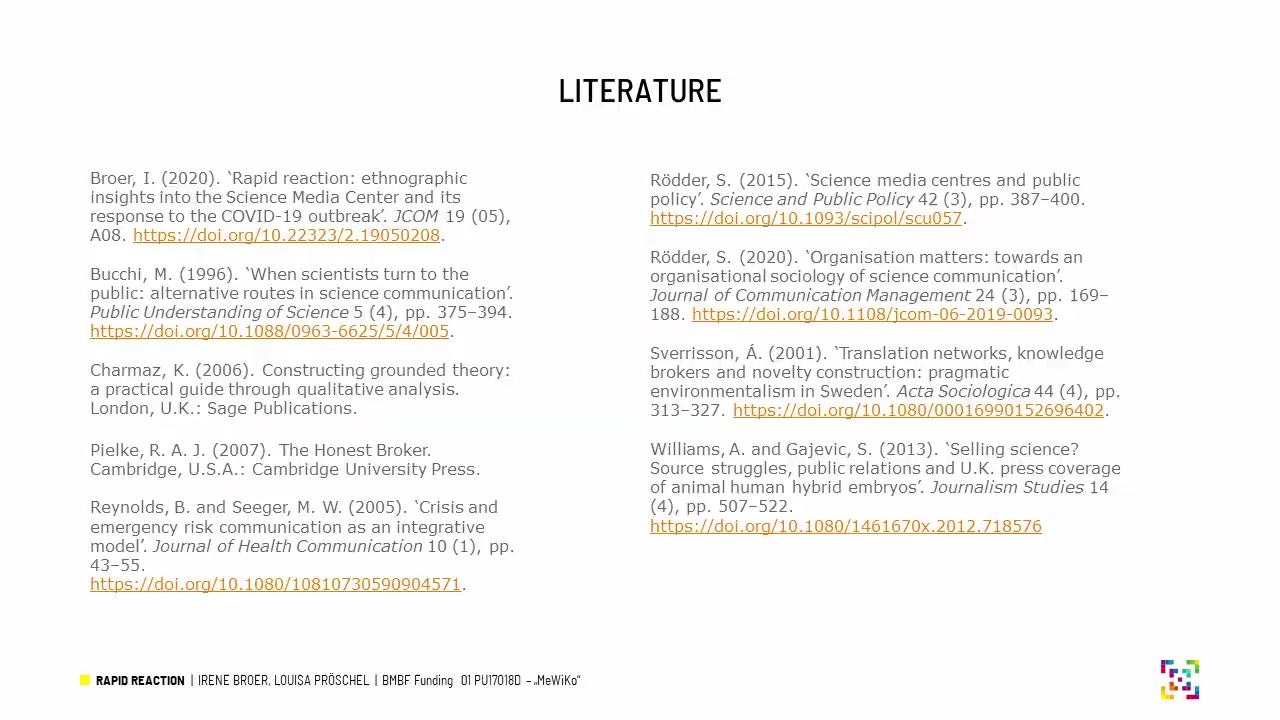 LITERATURE
Broer, I. (2020). ‘Rapid reaction: ethnographic
insights into the Science Media Center and its
response to the COVID-19 outbreak’. JCOM 19 (05),
A08. https://doi.org/10.22323/2.19050208.
Bucchi, M. (1996). ‘When scientists turn to the
public: alternative routes in science communication’.
Public Understanding of Science 5 (4), pp. 375–394.
https://doi.org/10.1088/0963-6625/5/4/005.
Charmaz, K. (2006). Constructing grounded theory:
a practical guide through qualitative analysis.
London, U.K.: Sage Publications.
Pielke, R. A. J. (2007). The Honest Broker.
Cambridge, U.S.A.: Cambridge University Press.
Reynolds, B. and Seeger, M. W. (2005). ‘Crisis and
emergency risk communication as an integrative
model’. Journal of Health Communication 10 (1), pp.
43–55.
https://doi.org/10.1080/10810730590904571.
Rödder, S. (2015). ‘Science media centres and public
policy’. Science and Public Policy 42 (3), pp. 387–400.
https://doi.org/10.1093/scipol/scu057.
Rödder, S. (2020). ‘Organisation matters: towards an
organisational sociology of science communication’.
Journal of Communication Management 24 (3), pp. 169–
188. https://doi.org/10.1108/jcom-06-2019-0093.
Sverrisson, Á. (2001). ‘Translation networks, knowledge
brokers and novelty construction: pragmatic
environmentalism in Sweden’. Acta Sociologica 44 (4), pp.
313–327. https://doi.org/10.1080/00016990152696402.
Williams, A. and Gajevic, S. (2013). ‘Selling science?
Source struggles, public relations and U.K. press coverage
of animal human hybrid embryos’. Journalism Studies 14
(4), pp. 507–522.
https://doi.org/10.1080/1461670x.2012.718576
RAPID REACTION | IRENE BROER, LOUISA PRÖSCHEL | BMBF Funding 01 PU17018D – „MeWiKo“